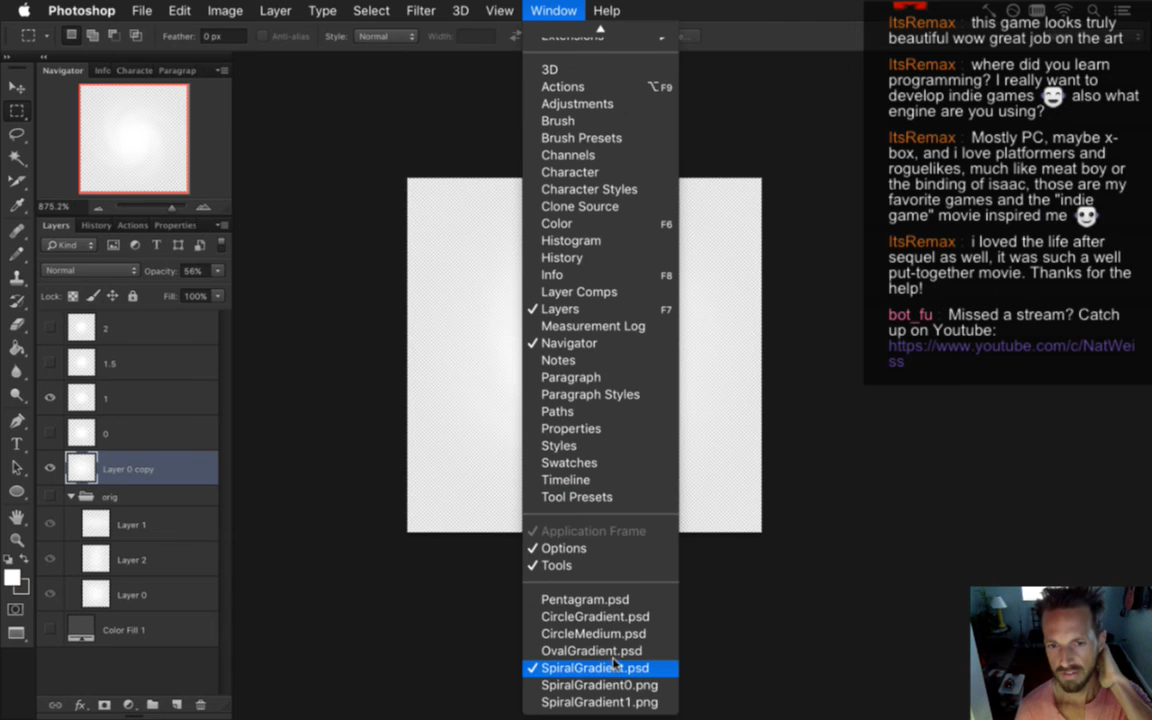 Photoshop File Edit Image Layer Type Select Filter 3D View Window Help
Feather: 0 px Anti-alias Style: Normal Width:
Navigator Info Characte Paragrap
875.2%
Layers History Actions Properties
Kind
Normal Opacity: 56%
Lock: Fill: 100%
2
1.5
1
0
Layer 0 copy
orig
Layer 1
Layer 2
Layer 0
Color Fill 1
fx
Extensions
3D
Actions ⌥F9
Adjustments
Brush
Brush Presets
Channels
Character
Character Styles
Clone Source
Color F6
Histogram
History
Info F8
Layer Comps
Layers F7
Measurement Log
Navigator
Notes
Paragraph
Paragraph Styles
Paths
Properties
Styles
Swatches
Timeline
Tool Presets
Application Frame
Options
Tools
Pentagram.psd
CircleGradient.psd
CircleMedium.psd
OvalGradient.psd
SpiralGradient.psd
SpiralGradient0.png
SpiralGradient1.png
ItsRemax : this game looks truly
beautiful wow great job on the art
ItsRemax : where did you learn
programming? I really want to
develop indie games also what
engine are you using?
ItsRemax : Mostly PC, maybe x-
box, and i love platformers and
roguelikes, much like meat boy or
the binding of isaac, those are my
favorite games and the "indie
game" movie inspired me
ItsRemax : i loved the life after
sequel as well, it was such a well
put-together movie. Thanks for the
help!
bot_fu : Missed a stream? Catch
up on Youtube:
https://www.youtube.com/c/NatWei
ss